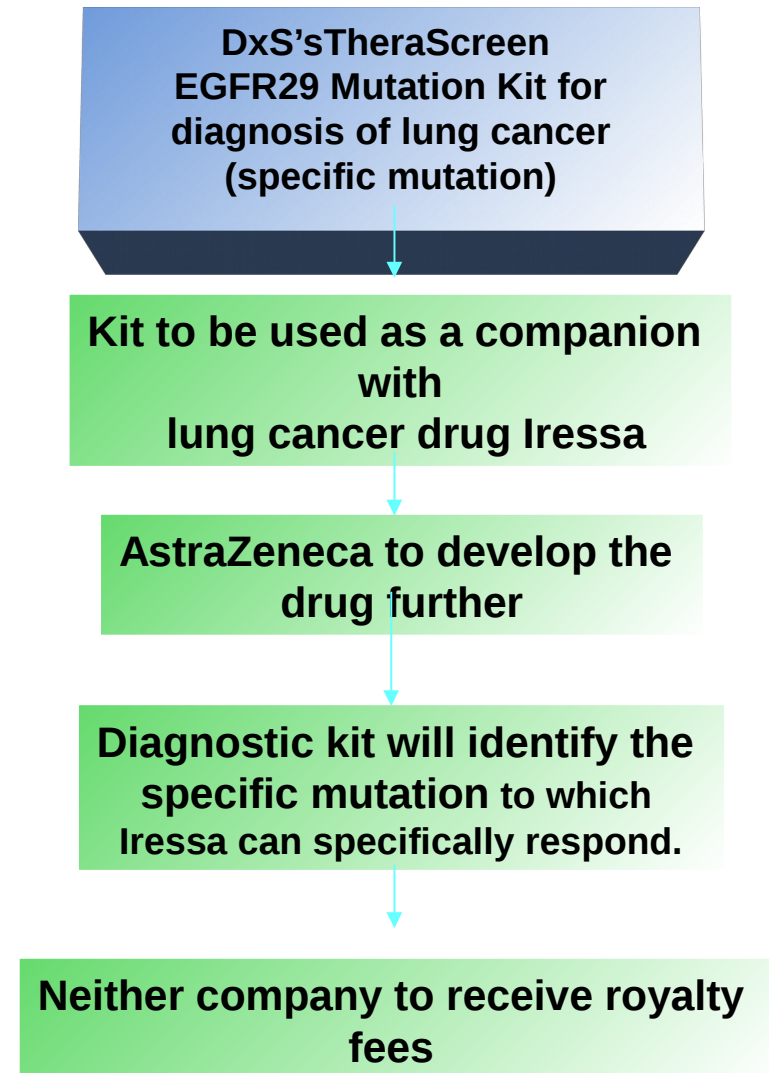 DxS’sTheraScreen
EGFR29 Mutation Kit for
diagnosis of lung cancer
(specific mutation)
Kit to be used as a companion
with
lung cancer drug Iressa
AstraZeneca to develop the
drug further
Diagnostic kit will identify the
specific mutation to which
Iressa can specifically respond.
Neither company to receive royalty
fees